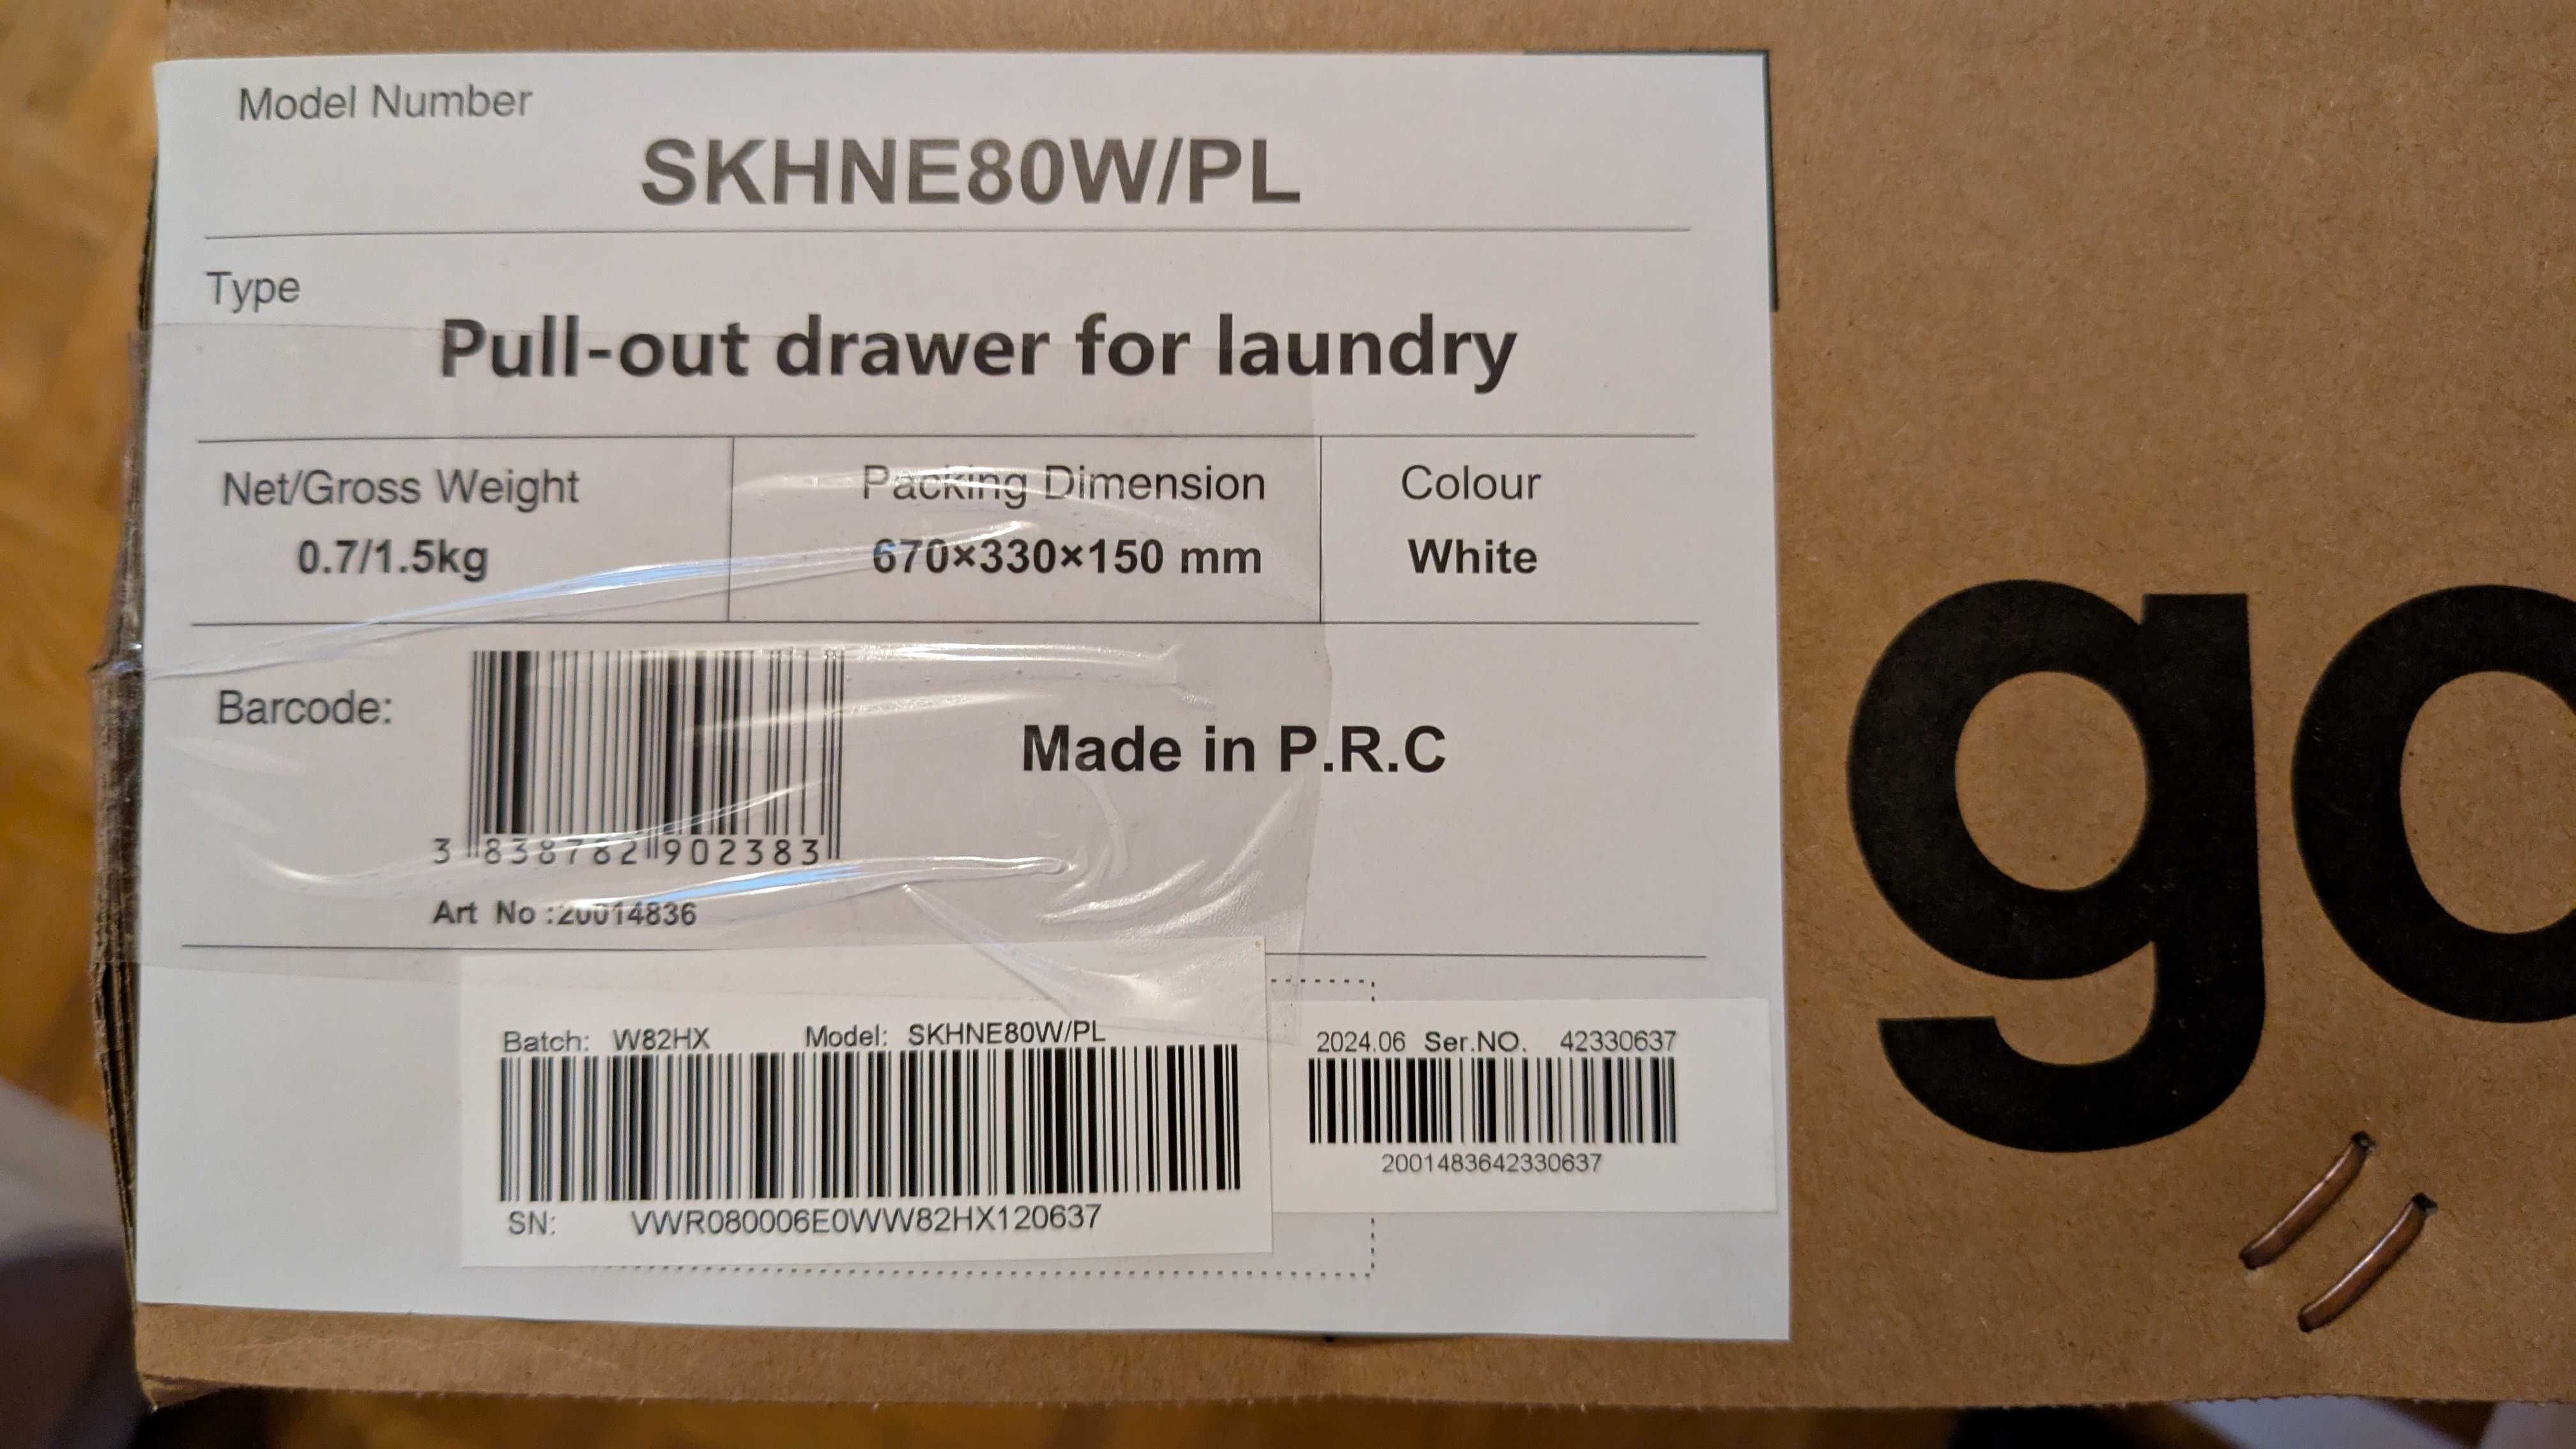 Model Number
SKHNE80W/PL
Type
Pull-out drawer for laundry
Net/Gross Weight
0.7/1.5kg
Packing Dimension
670×330×150 mm
Colour
White
Barcode:
3 838782 902383
Made in P.R.C
Art No :20014836
Batch: W82HX Model: SKHNE80W/PL
SN: VWR080006E0WW82HX120637
2024.06 Ser.NO. 42330637
2001483642330637
go